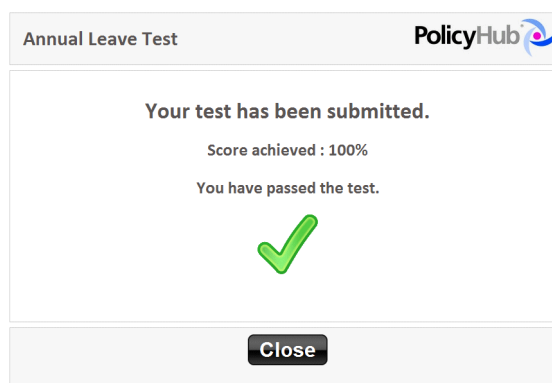 Annual Leave Test
PolicyHub
Your test has been submitted.
Score achieved : 100%
You have passed the test.
Close